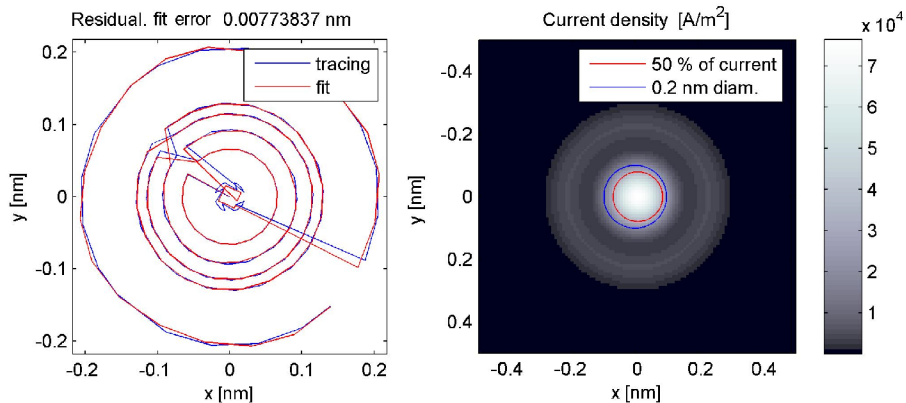 Residual. fit error 0.00773837 nm
tracing
fit
0.2
0.1
0
-0.1
-0.2
y [nm]
-0.2
-0.1
0
0.1
0.2
x [nm]
Current density [A/m²]
50 % of current
0.2 nm diam.
-0.4
-0.2
0
0.2
0.4
y [nm]
-0.4
-0.2
0
0.2
0.4
x [nm]
x 10⁴
7
6
5
4
3
2
1